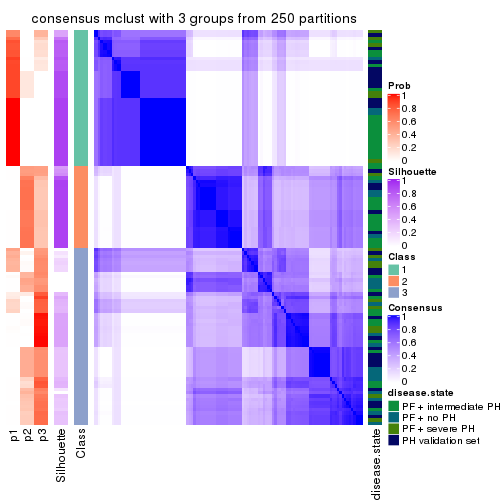 consensus mclust with 3 groups from 250 partitions
Prob
1
0.8
0.6
0.4
0.2
0
Silhouette
1
0.8
0.6
0.4
0.2
0
Class
1
2
3
Consensus
1
0.8
0.6
0.4
0.2
0
disease.state
PF + intermediate PH
PF + no PH
PF + severe PH
PH validation set
p1
p2
p3
Silhouette
Class
disease.state